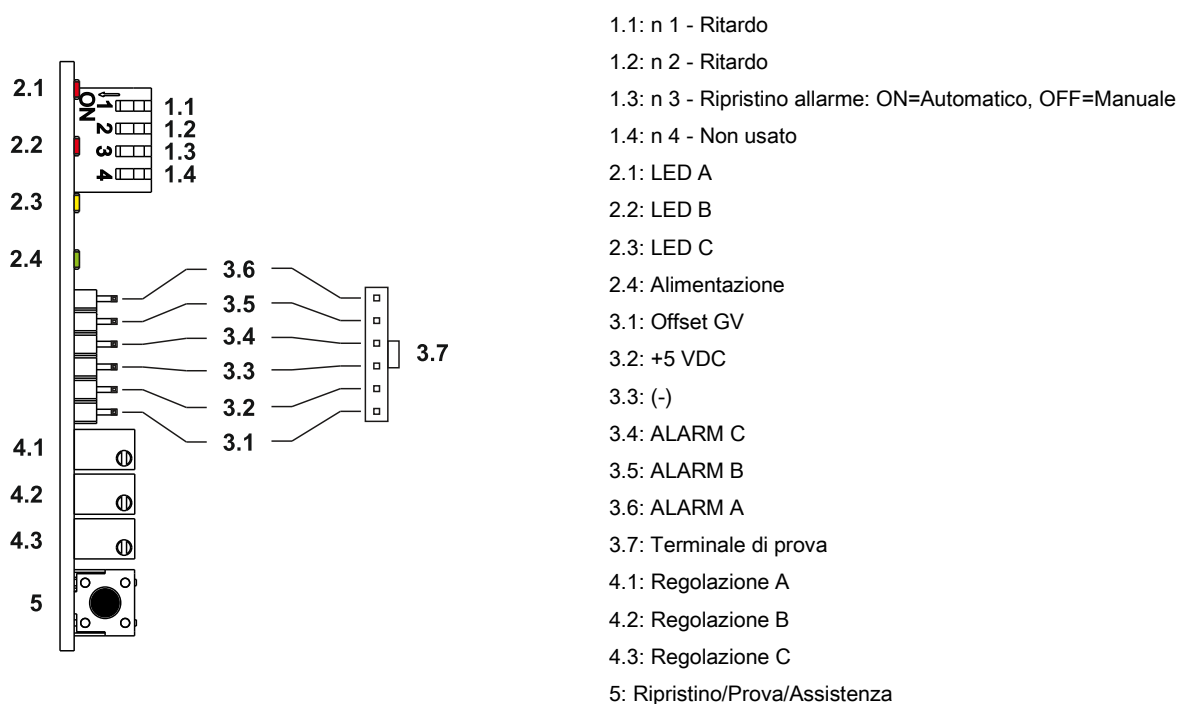 2.1
2.2
2.3
2.4
ON
1
2
3
4
1.1
1.2
1.3
1.4
3.6
3.5
3.4
3.3
3.2
3.1
3.7
4.1
4.2
4.3
5
1.1: n 1 - Ritardo
1.2: n 2 - Ritardo
1.3: n 3 - Ripristino allarme: ON=Automatico, OFF=Manuale
1.4: n 4 - Non usato
2.1: LED A
2.2: LED B
2.3: LED C
2.4: Alimentazione
3.1: Offset GV
3.2: +5 VDC
3.3: (-)
3.4: ALARM C
3.5: ALARM B
3.6: ALARM A
3.7: Terminale di prova
4.1: Regolazione A
4.2: Regolazione B
4.3: Regolazione C
5: Ripristino/Prova/Assistenza